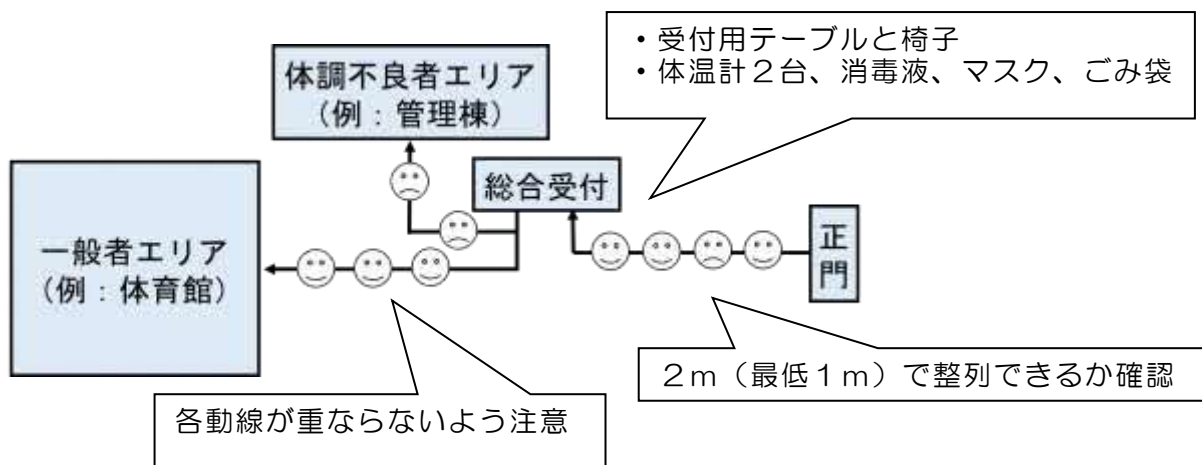 ・受付用テーブルと椅子
・体温計２台、消毒液、マスク、ごみ袋
体調不良者エリア
（例：管理棟）
総合受付
正門
一般者エリア
（例：体育館）
２ｍ（最低１ｍ）で整列できるか確認
各動線が重ならないよう注意